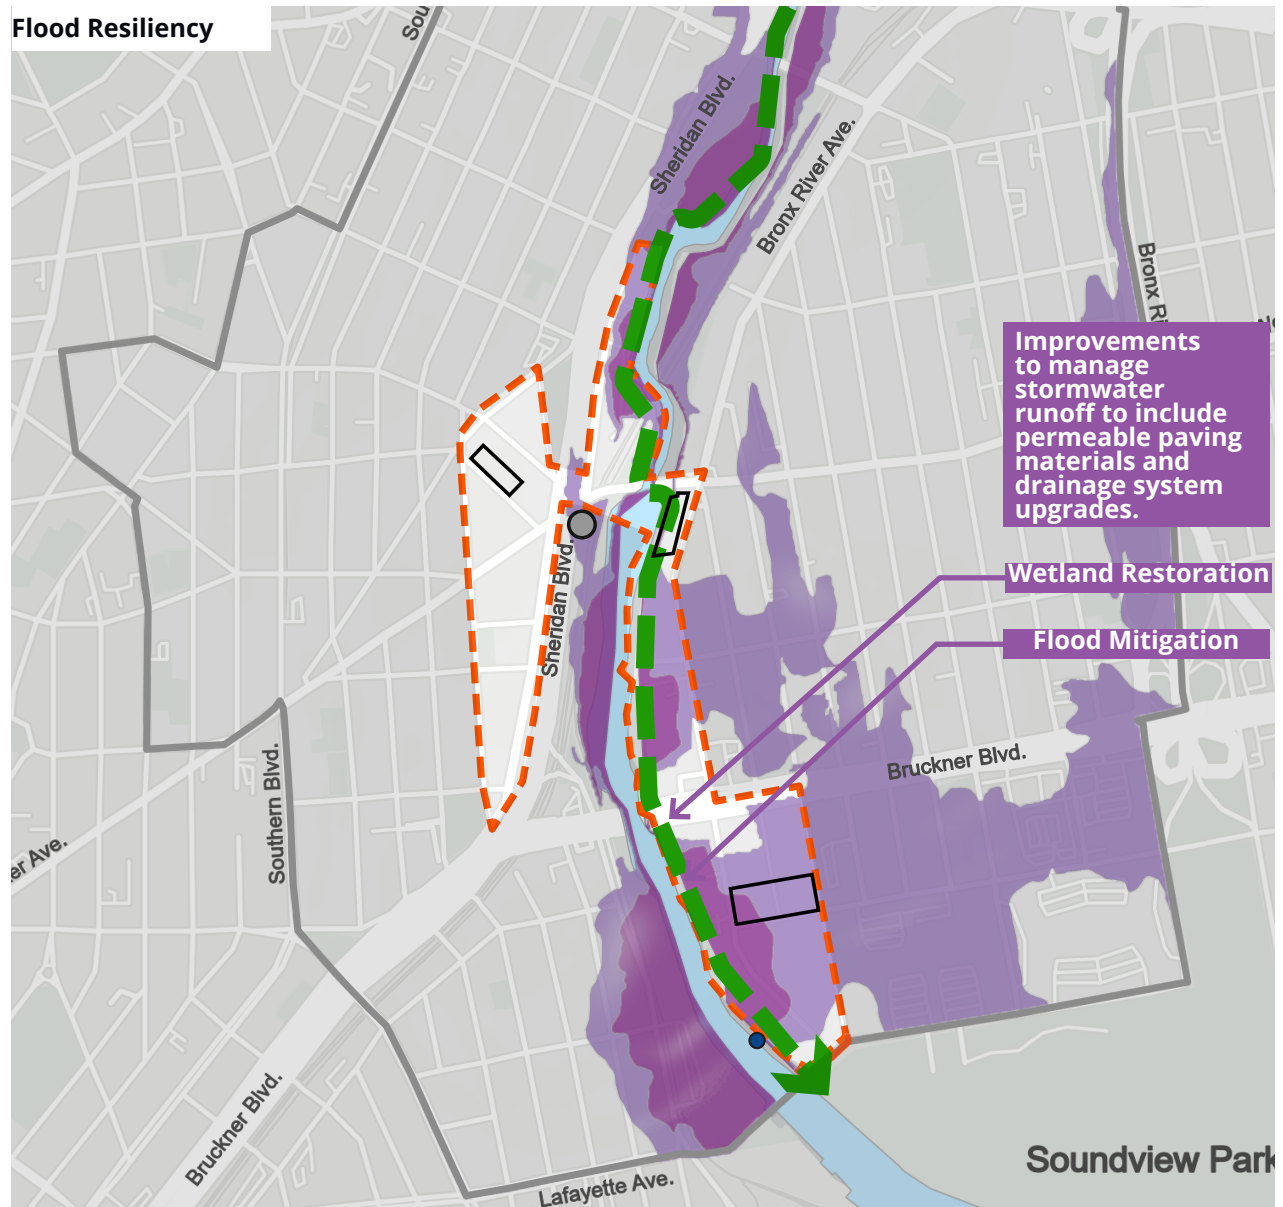 Flood Resiliency
Sou
Sheridan Blvd.
Bronx River Ave.
Bronx Ri
Improvements
to manage
stormwater
runoff to include
permeable paving
materials and
drainage system
upgrades.
Wetland Restoration
Sheridan Blvd.
Flood Mitigation
Bruckner Blvd.
Southern Blvd.
er Ave.
Bruckner Blvd.
Soundview Park
Lafayette Ave.